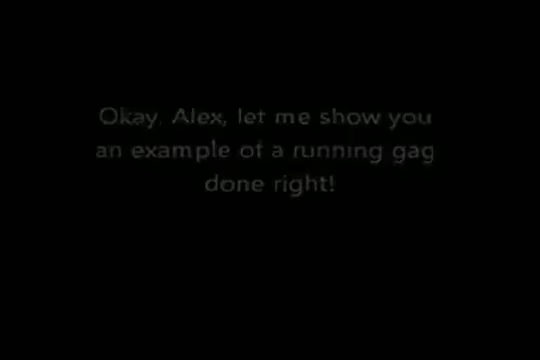 Okay, Alex, let me show you
an example of a running gag
done right!